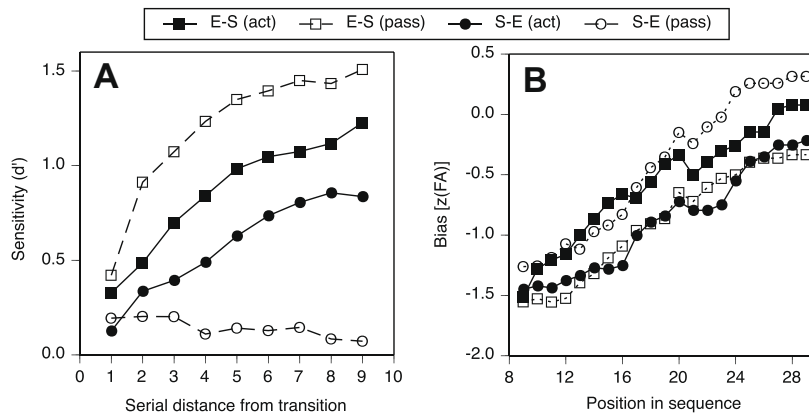 E-S (act) E-S (pass) S-E (act) S-E (pass)
A
B
Sensitivity (d')
1.5
1.0
0.5
0.0
0 1 2 3 4 5 6 7 8 9 10
Serial distance from transition
Bias [z(FA)]
0.5
0.0
-0.5
-1.0
-1.5
-2.0
8 12 16 20 24 28
Position in sequence